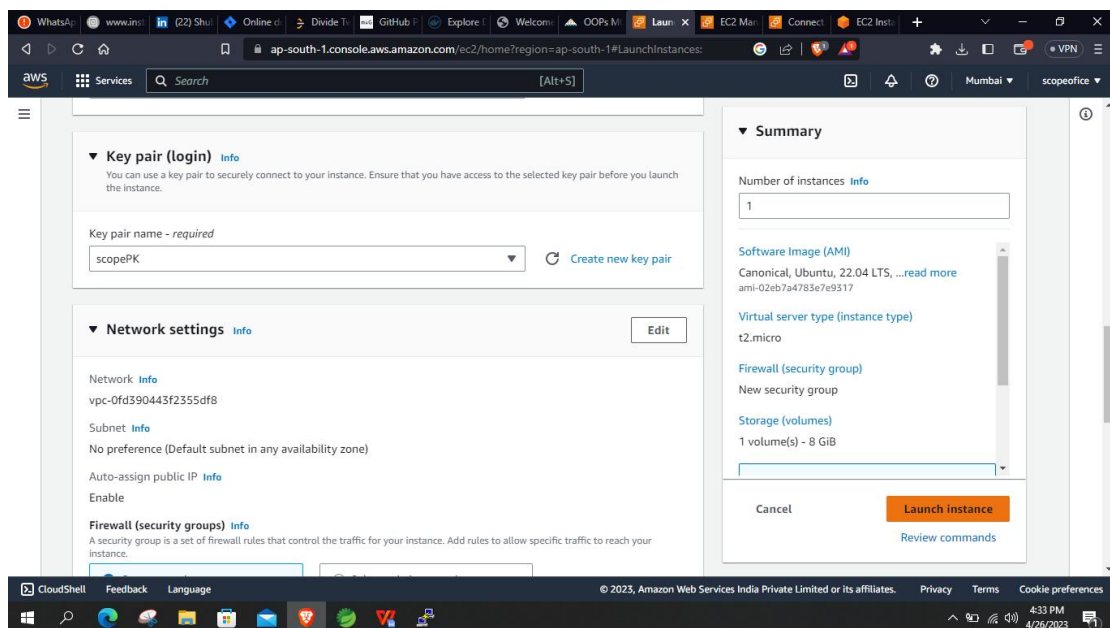 WhatsAp
www.inst
(22) Shul
Online d
Divide Tw
GitHub P
Explore
Welcome
OOPs M
Laun
EC2 Man
Connect
EC2 Insta
ap-south-1.console.aws.amazon.com/ec2/home?region=ap-south-1#LaunchInstances:
VPN
aws
Services
Search
[Alt+S]
Mumbai
scopeofice
Key pair (login) Info
You can use a key pair to securely connect to your instance. Ensure that you have access to the selected key pair before you launch
the instance.
Key pair name - required
scopePK
Create new key pair
Network settings Info
Edit
Network Info
vpc-0fd390443f2355df8
Subnet Info
No preference (Default subnet in any availability zone)
Auto-assign public IP Info
Enable
Firewall (security groups) Info
A security group is a set of firewall rules that control the traffic for your instance. Add rules to allow specific traffic to reach your
instance.
Summary
Number of instances Info
1
Software Image (AMI)
Canonical, Ubuntu, 22.04 LTS, ...read more
ami-02eb7a4783e7e9317
Virtual server type (instance type)
t2.micro
Firewall (security group)
New security group
Storage (volumes)
1 volume(s) - 8 GiB
Cancel
Launch instance
Review commands
CloudShell
Feedback
Language
© 2023, Amazon Web Services India Private Limited or its affiliates.
Privacy
Terms
Cookie preferences
4:33 PM
4/26/2023